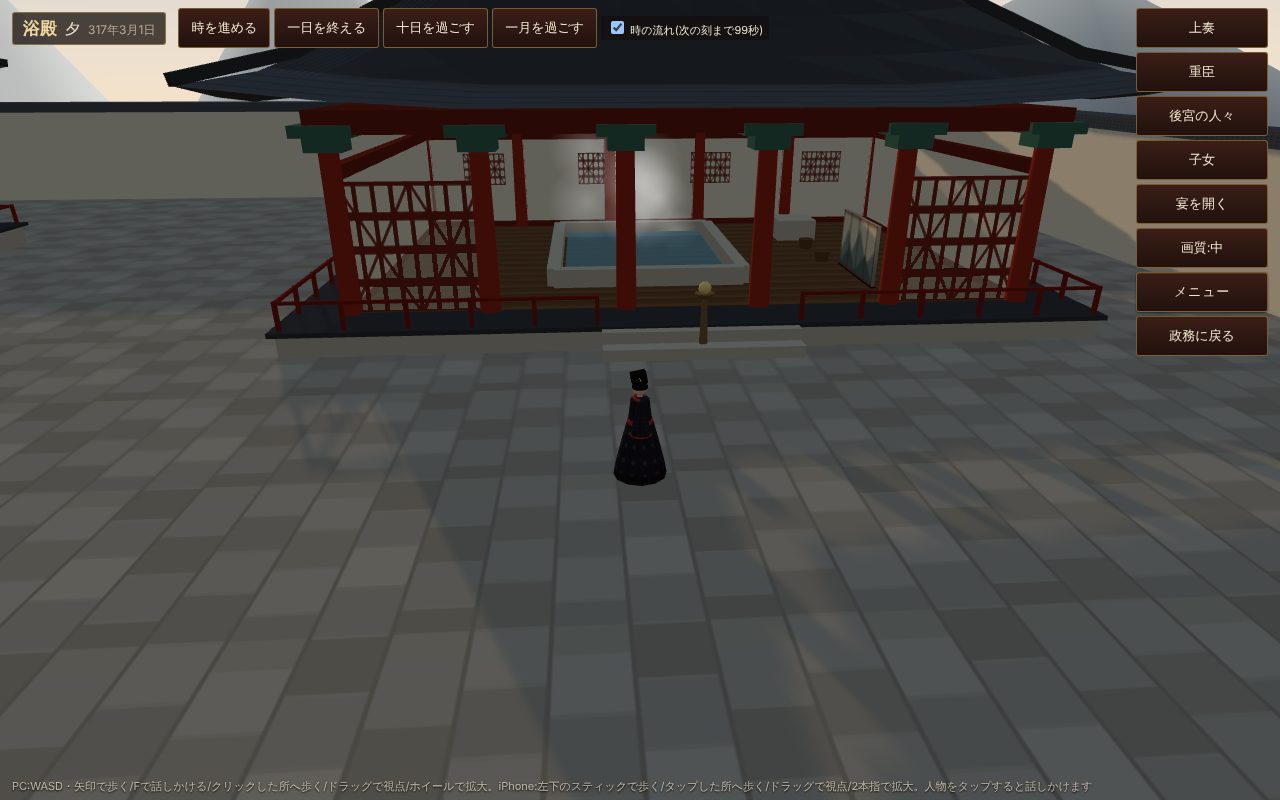 浴殿 夕 317年3月1日
時を進める
一日を終える
十日を過ごす
一月を過ごす
時の流れ(次の刻まで99秒)
上奏
重臣
後宮の人々
子女
宴を開く
画質:中
メニュー
政務に戻る
PC:WASD・矢印で歩く/Fで話しかける/クリックした所へ歩く/ドラッグで視点/ホイールで拡大。iPhone:左下のスティックで歩く/タップした所へ歩く/ドラッグで視点/2本指で拡大。人物をタップすると話しかけます